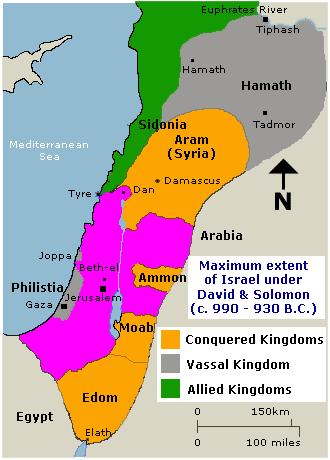 Euphrates River
Tiphash
Hamath
Hamath
Tadmor
Sidonia
Aram
(Syria)
Mediterranean
Sea
Damascus
Tyre
Dan
N
Arabia
Joppa
Beth-el
Ammon
Philistia
Jerusalem
Gaza
Moab
Edom
Egypt
Elath
Maximum extent
of Israel under
David & Solomon
(c. 990 - 930 B.C.)
Conquered Kingdoms
Vassal Kingdom
Allied Kingdoms
0 150km
0 100 miles